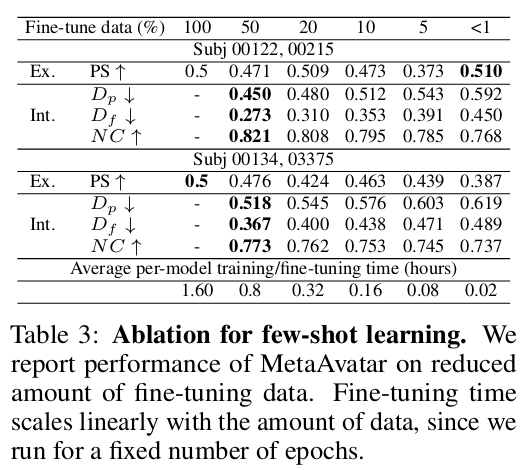 Fine-tune data (%) 100 50 20 10 5 <1
Subj 00122, 00215
Ex. PS ↑ 0.5 0.471 0.509 0.473 0.373 0.510
D_p ↓ - 0.450 0.480 0.512 0.543 0.592
Int. D_f ↓ - 0.273 0.310 0.353 0.391 0.450
NC ↑ - 0.821 0.808 0.795 0.785 0.768
Subj 00134, 03375
Ex. PS ↑ 0.5 0.476 0.424 0.463 0.439 0.387
D_p ↓ - 0.518 0.545 0.576 0.603 0.619
Int. D_f ↓ - 0.367 0.400 0.438 0.471 0.489
NC ↑ - 0.773 0.762 0.753 0.745 0.737
Average per-model training/fine-tuning time (hours)
1.60 0.8 0.32 0.16 0.08 0.02
Table 3: Ablation for few-shot learning. We
report performance of MetaAvatar on reduced
amount of fine-tuning data. Fine-tuning time
scales linearly with the amount of data, since we
run for a fixed number of epochs.